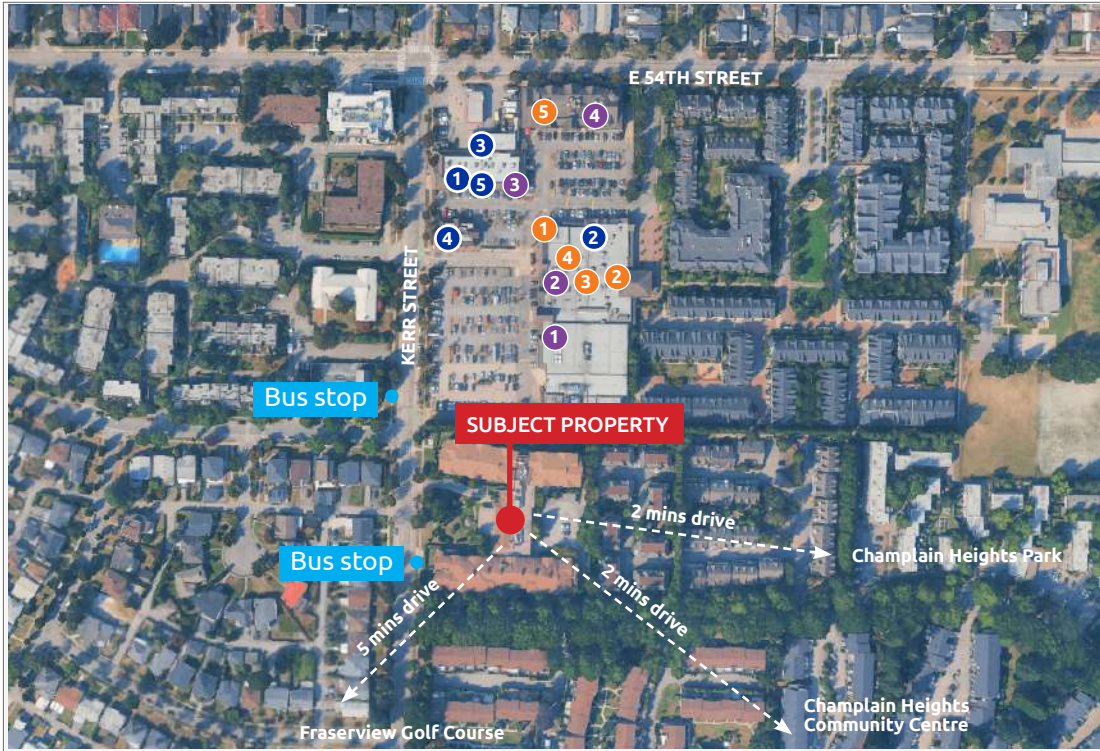 E 54TH STREET
5
4
3
1
5
3
KERR STREET
4
1
2
4
2
3
2
1
Bus stop
SUBJECT PROPERTY
2 mins drive
Champlain Heights Park
Bus stop
2 mins drive
5 mins drive
Champlain Heights
Community Centre
Fraserview Golf Course